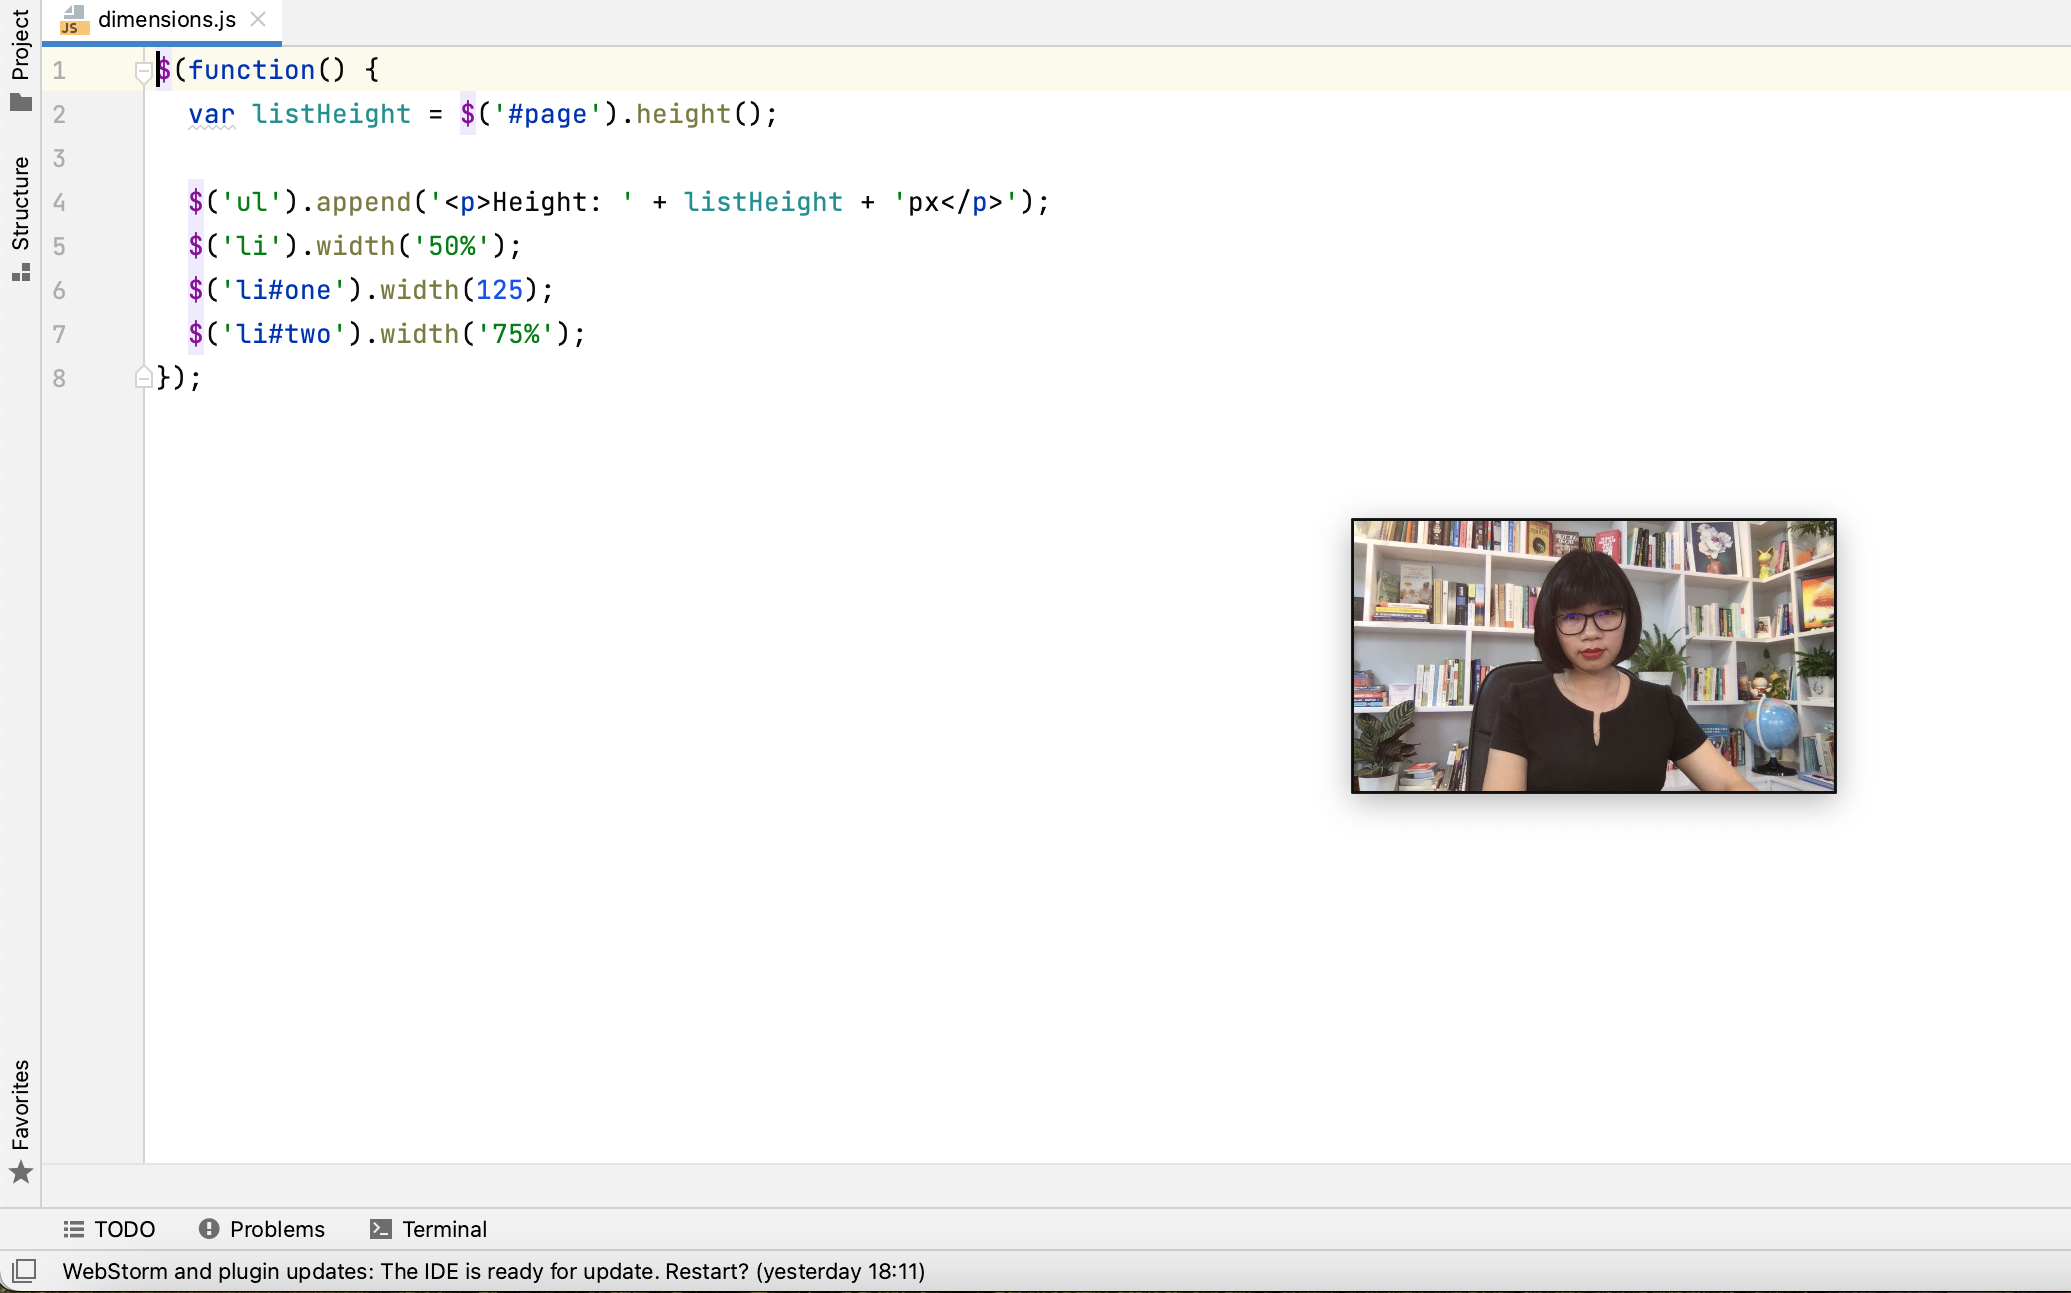 Project
Structure
Favorites
JS dimensions.js
1 $(function() {
2 var listHeight = $('#page').height();
3
4 $('ul').append('<p>Height: ' + listHeight + 'px</p>');
5 $('li').width('50%');
6 $('li#one').width(125);
7 $('li#two').width('75%');
8 });
TODO Problems Terminal
WebStorm and plugin updates: The IDE is ready for update. Restart? (yesterday 18:11)